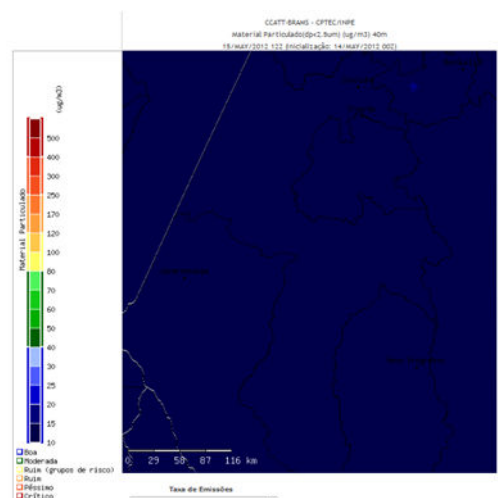 CCATT-BRAMS - CPTEC/INPE
Material Particulado(dp<2.5um) (ug/m3) 40m
15/MAY/2012 12Z (Inicialização: 14/MAY/2012 00Z)
(ug/m3)
Material Particulado
500
400
300
250
170
120
100
80
70
60
50
40
30
25
20
15
10
0 29 58 87 116 km
Boa
Moderada
Ruim (grupos de risco)
Ruim
Péssimo
Crítico
Taxa de Emissões